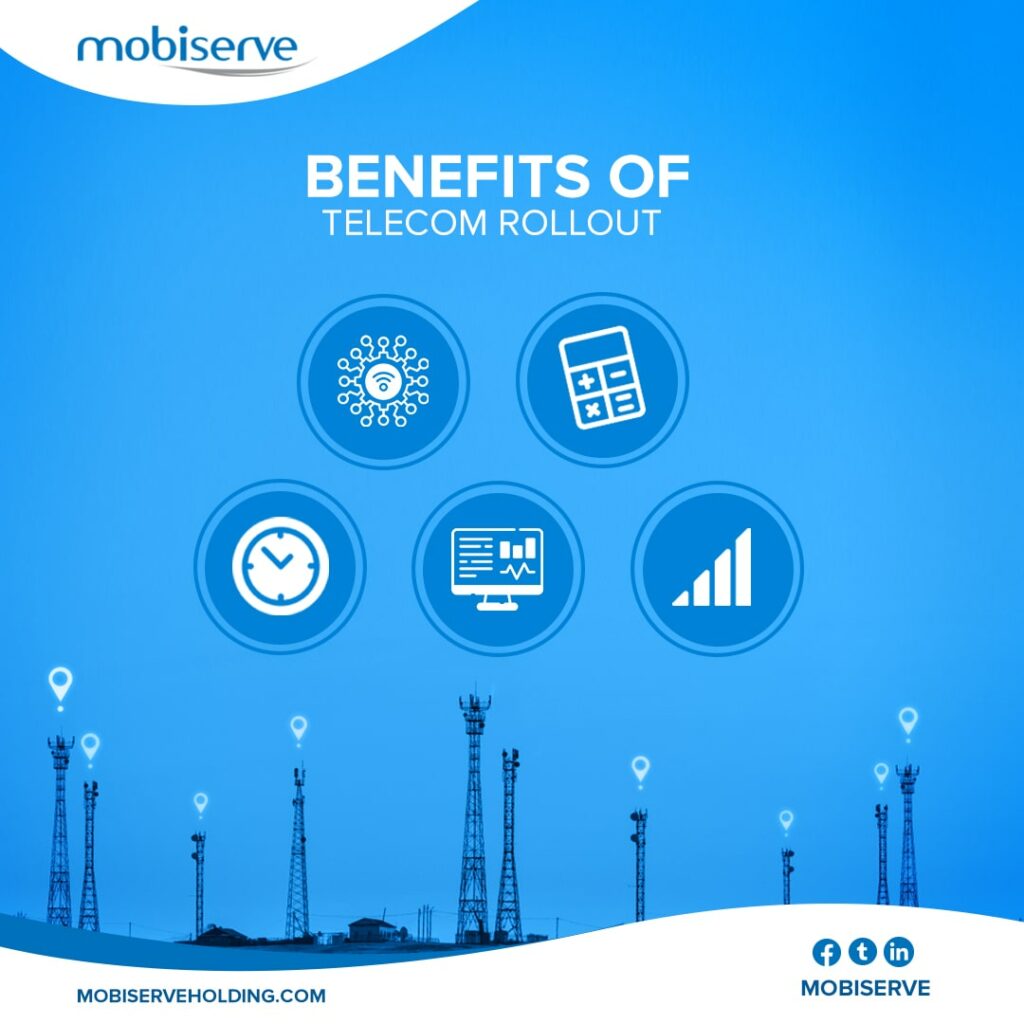 mobiserve
BENEFITS OF
TELECOM ROLLOUT
MOBISERVEHOLDING.COM
MOBISERVE